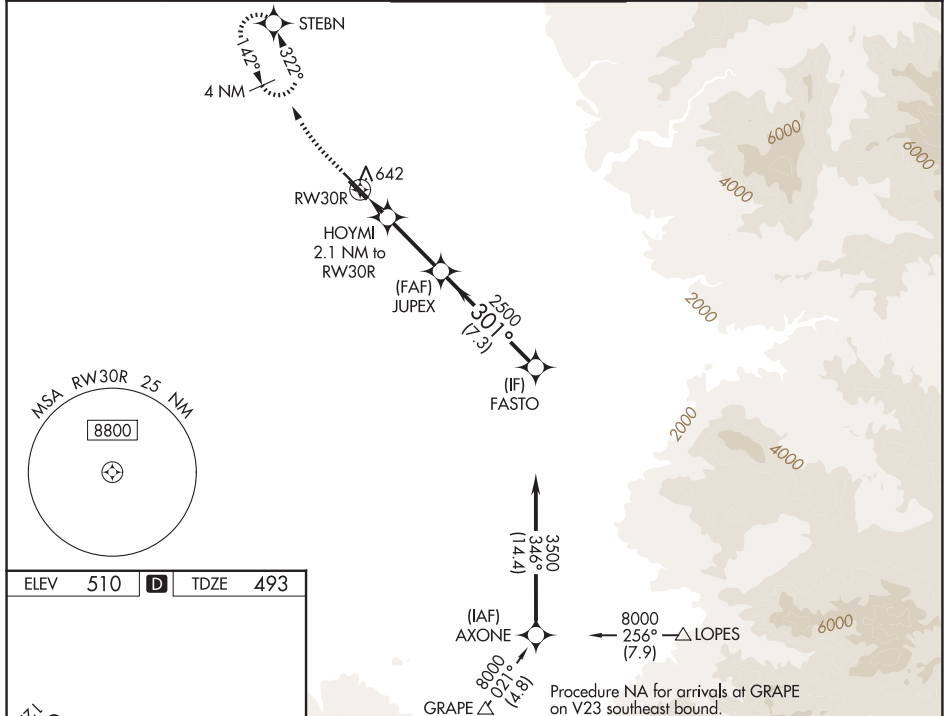 STEBN
142°
322°
4 NM
642
RW30R
HOYMI
2.1 NM to
RW30R
(FAF)
JUPEX
2500
301°
(7.3)
(IF)
FASTO
6000
6000
4000
2000
2000
4000
6000
MSA RW30R 25 NM
8800
3500
346°
(14.4)
(IAF)
AXONE
8000
256°
(7.9)
LOPES
8000
021°
(4.8)
GRAPE
Procedure NA for arrivals at GRAPE
on V23 southeast bound.
ELEV 510 D TDZE 493